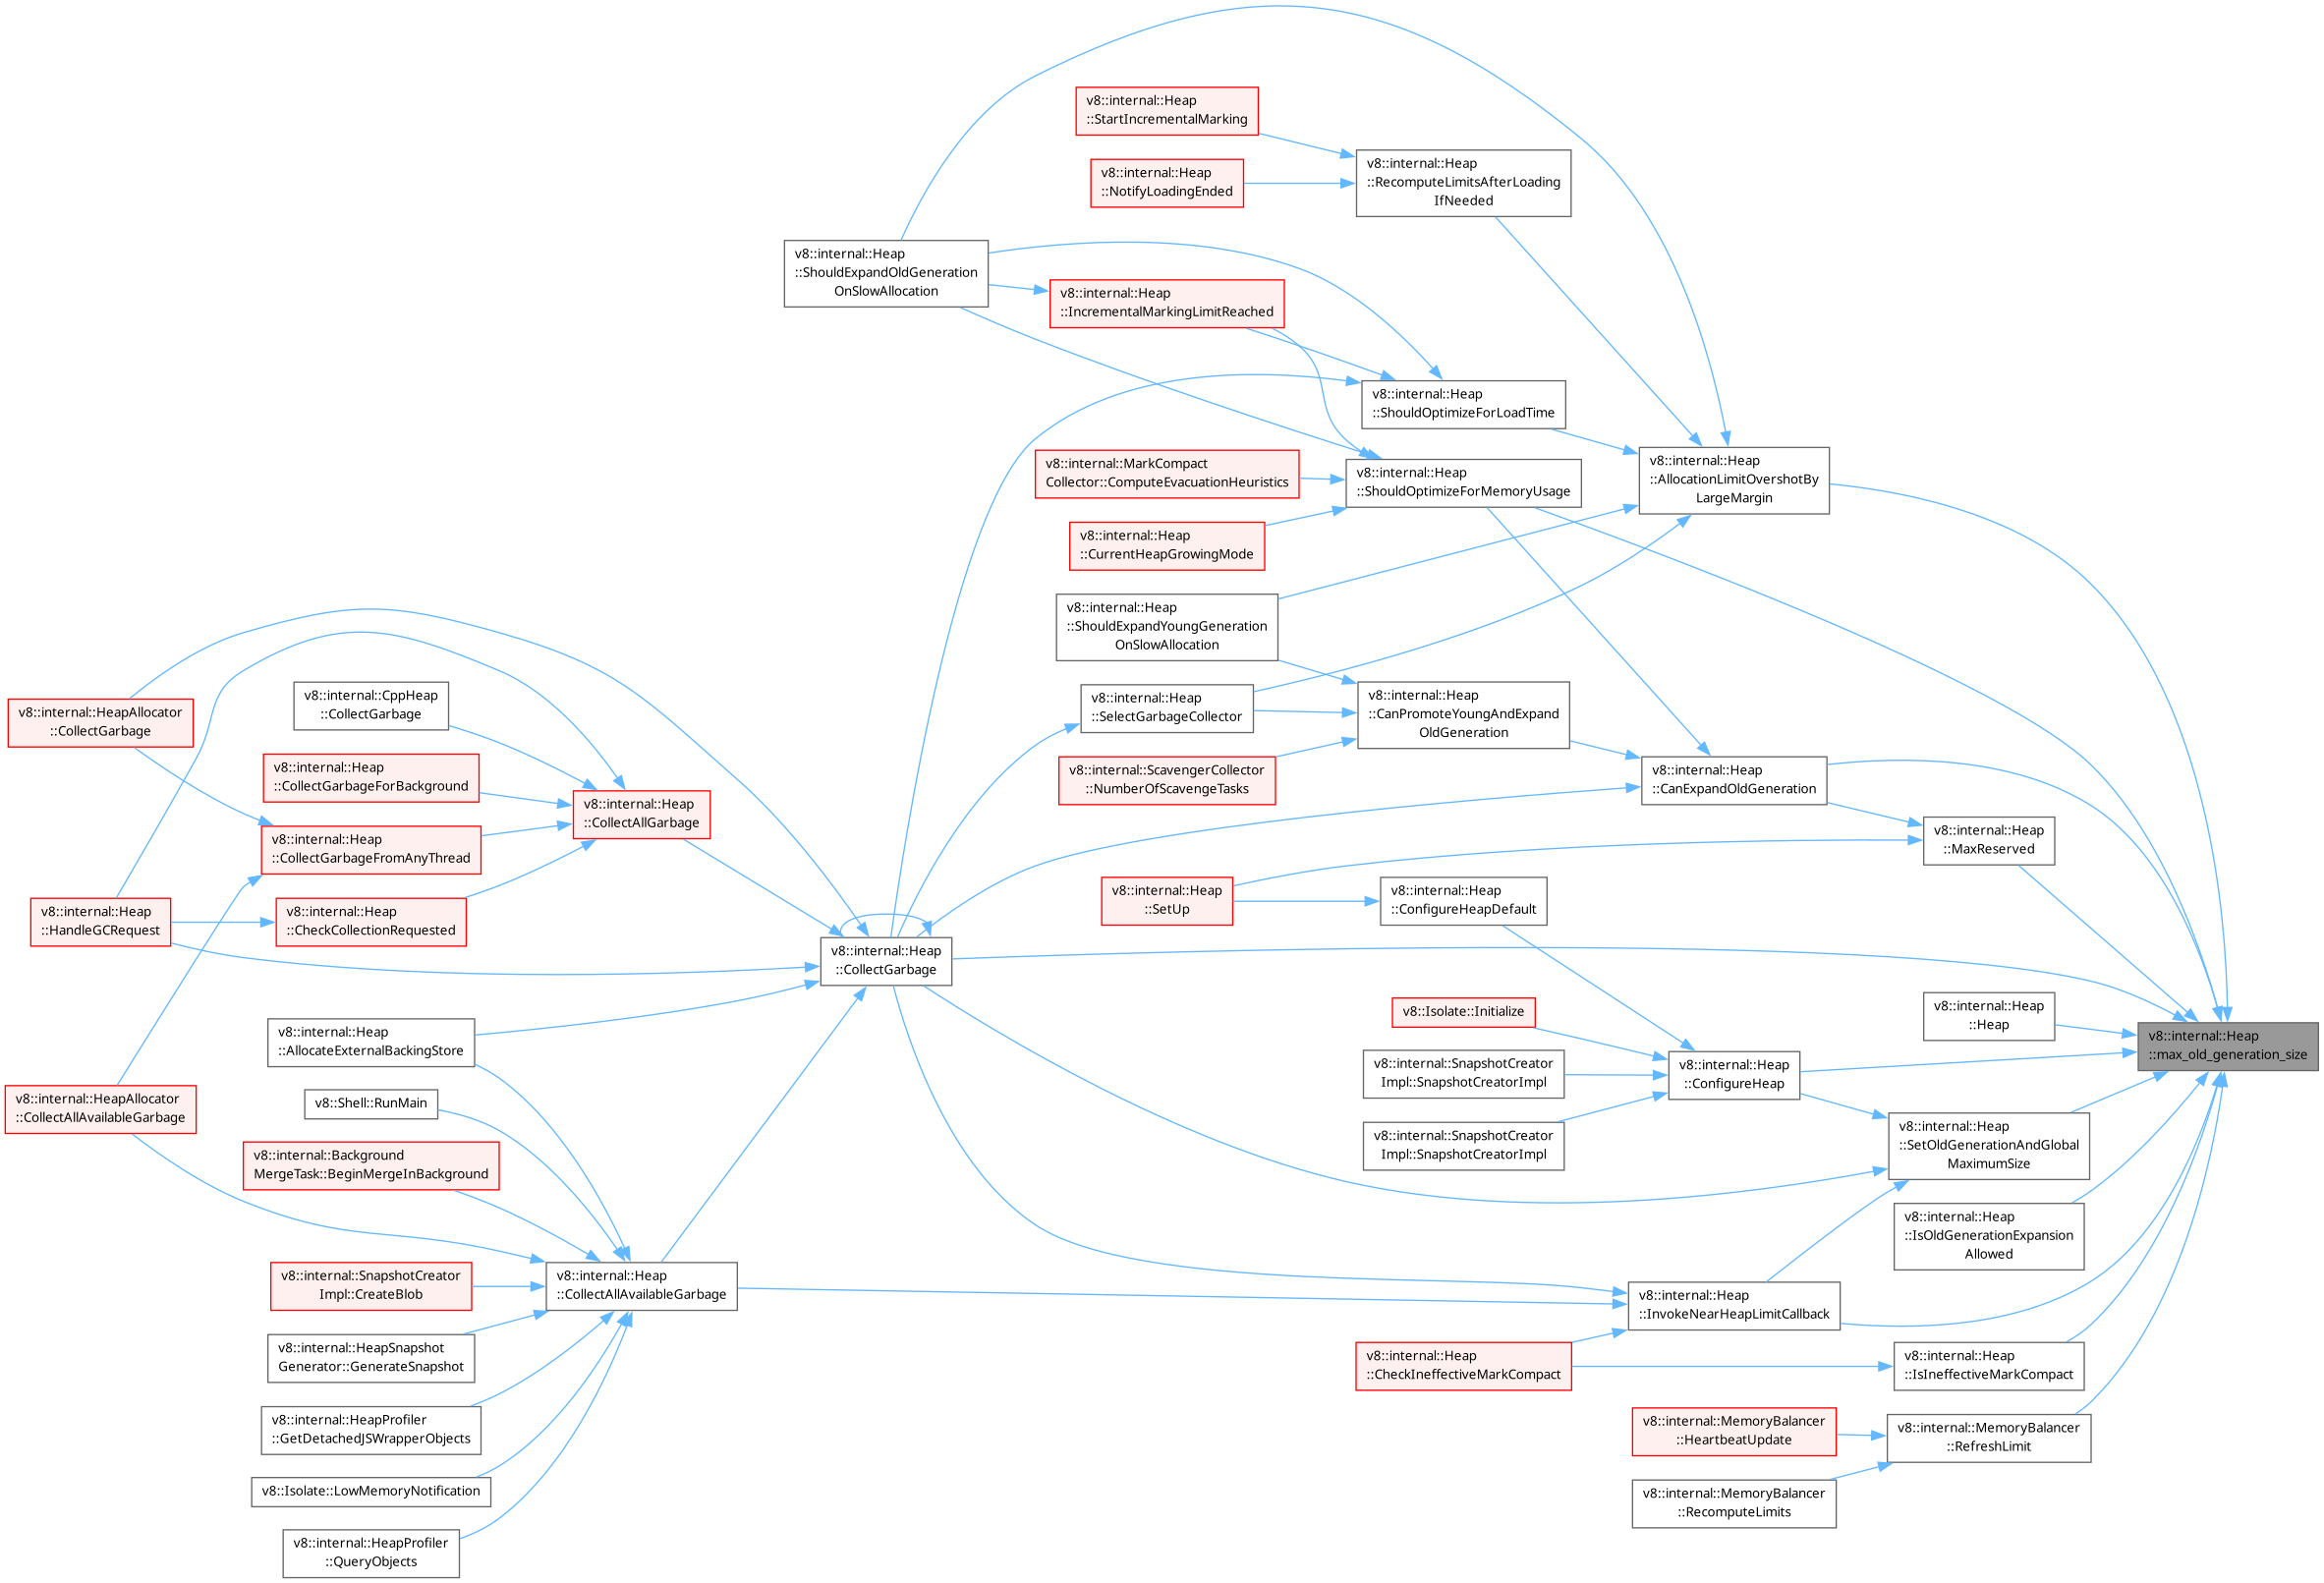 v8::internal::Heap
::StartIncrementalMarking
v8::internal::Heap
::RecomputeLimitsAfterLoading
IfNeeded
v8::internal::Heap
::NotifyLoadingEnded
v8::internal::Heap
::ShouldExpandOldGeneration
OnSlowAllocation
v8::internal::Heap
::IncrementalMarkingLimitReached
v8::internal::Heap
::ShouldOptimizeForLoadTime
v8::internal::MarkCompact
Collector::ComputeEvacuationHeuristics
v8::internal::Heap
::ShouldOptimizeForMemoryUsage
v8::internal::Heap
::AllocationLimitOvershotBy
LargeMargin
v8::internal::Heap
::CurrentHeapGrowingMode
v8::internal::Heap
::ShouldExpandYoungGeneration
OnSlowAllocation
v8::internal::HeapAllocator
::CollectGarbage
v8::internal::CppHeap
::CollectGarbage
v8::internal::Heap
::SelectGarbageCollector
v8::internal::Heap
::CanPromoteYoungAndExpand
OldGeneration
v8::internal::Heap
::CollectGarbageForBackground
v8::internal::ScavengerCollector
::NumberOfScavengeTasks
v8::internal::Heap
::CanExpandOldGeneration
v8::internal::Heap
::CollectAllGarbage
v8::internal::Heap
::CollectGarbageFromAnyThread
v8::internal::Heap
::MaxReserved
v8::internal::Heap
::SetUp
v8::internal::Heap
::ConfigureHeapDefault
v8::internal::Heap
::HandleGCRequest
v8::internal::Heap
::CheckCollectionRequested
v8::internal::Heap
::CollectGarbage
v8::Isolate::Initialize
v8::internal::Heap
::Heap
v8::internal::Heap
::max_old_generation_size
v8::internal::Heap
::AllocateExternalBackingStore
v8::internal::SnapshotCreator
Impl::SnapshotCreatorImpl
v8::internal::Heap
::ConfigureHeap
v8::internal::HeapAllocator
::CollectAllAvailableGarbage
v8::Shell::RunMain
v8::internal::SnapshotCreator
Impl::SnapshotCreatorImpl
v8::internal::Heap
::SetOldGenerationAndGlobal
MaximumSize
v8::internal::Background
MergeTask::BeginMergeInBackground
v8::internal::Heap
::IsOldGenerationExpansion
Allowed
v8::internal::SnapshotCreator
Impl::CreateBlob
v8::internal::Heap
::CollectAllAvailableGarbage
v8::internal::Heap
::InvokeNearHeapLimitCallback
v8::internal::HeapSnapshot
Generator::GenerateSnapshot
v8::internal::Heap
::CheckIneffectiveMarkCompact
v8::internal::Heap
::IsIneffectiveMarkCompact
v8::internal::HeapProfiler
::GetDetachedJSWrapperObjects
v8::internal::MemoryBalancer
::HeartbeatUpdate
v8::internal::MemoryBalancer
::RefreshLimit
v8::Isolate::LowMemoryNotification
v8::internal::MemoryBalancer
::RecomputeLimits
v8::internal::HeapProfiler
::QueryObjects